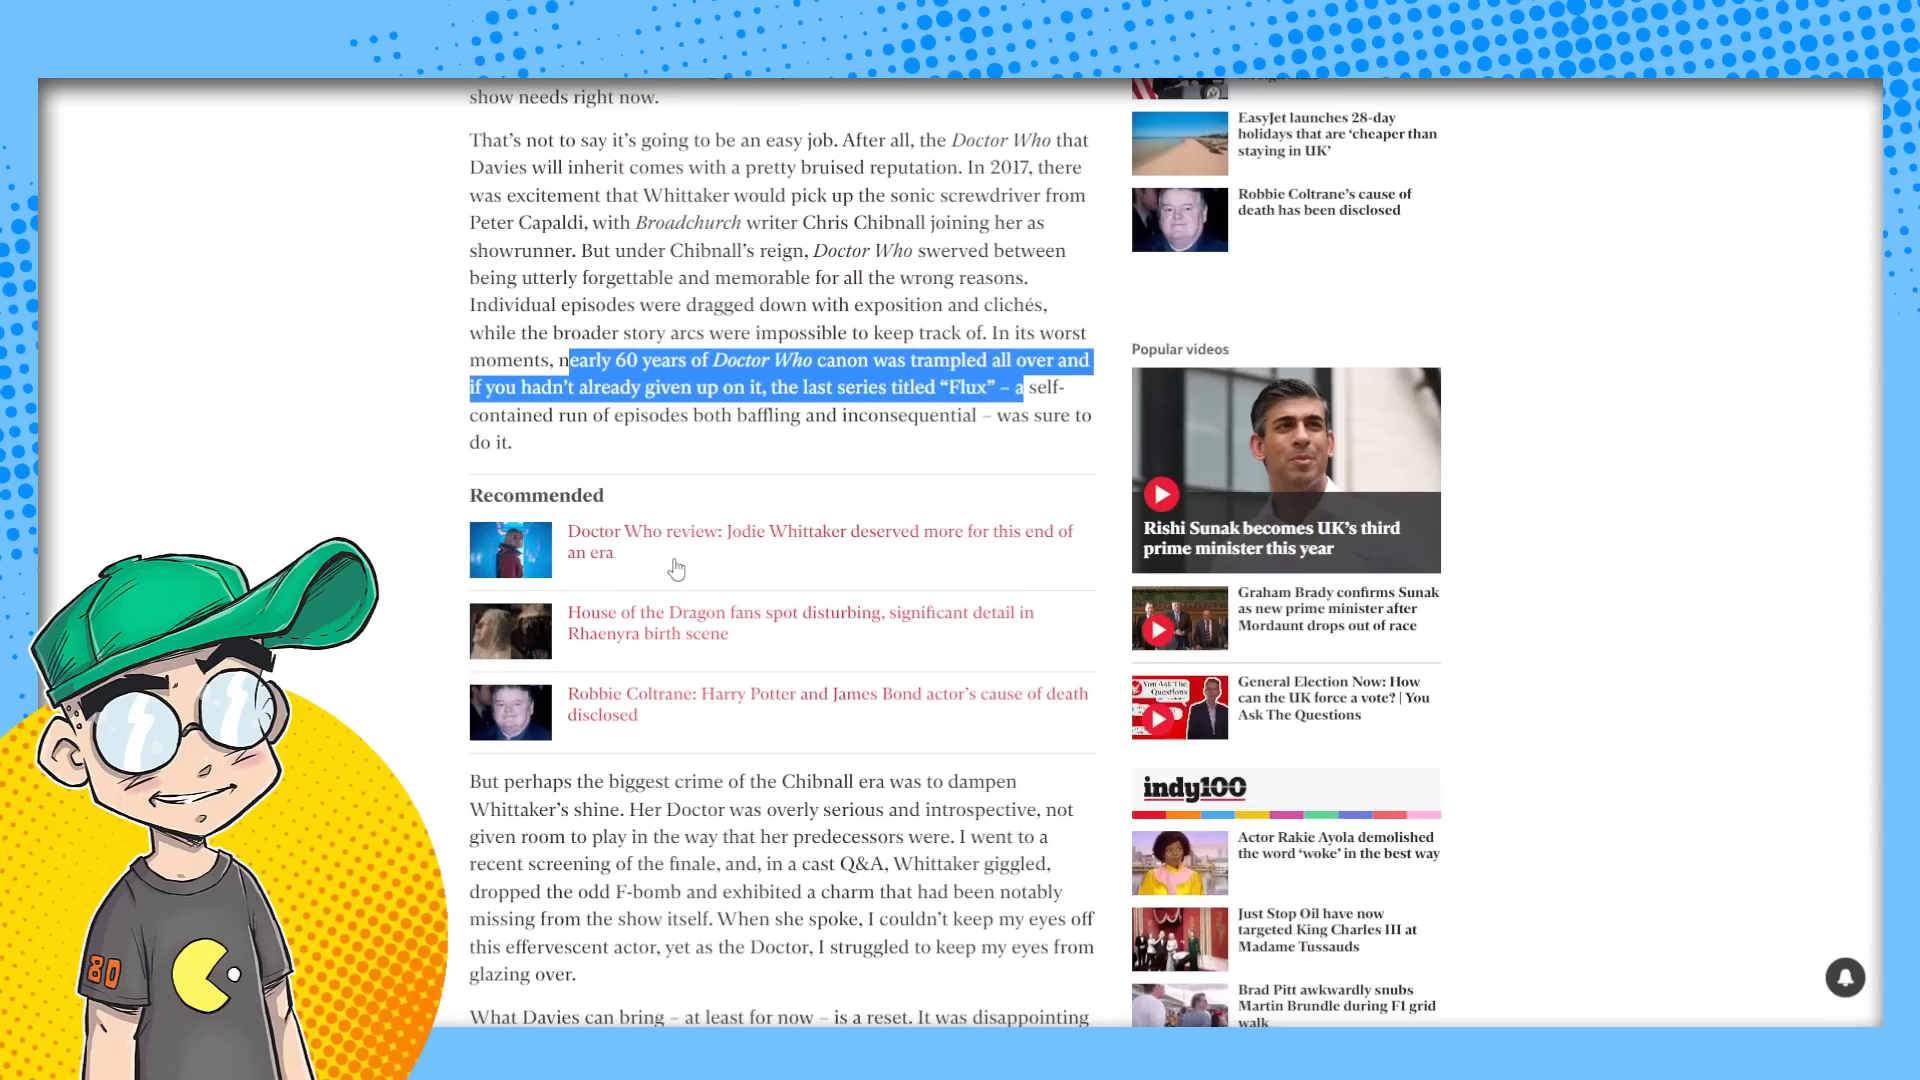 show needs right now.
That's not to say it's going to be an easy job. After all, the Doctor Who that
Davies will inherit comes with a pretty bruised reputation. In 2017, there
was excitement that Whittaker would pick up the sonic screwdriver from
Peter Capaldi, with Broadchurch writer Chris Chibnall joining her as
showrunner. But under Chibnall's reign, Doctor Who swerved between
being utterly forgettable and memorable for all the wrong reasons.
Individual episodes were dragged down with exposition and clichés,
while the broader story arcs were impossible to keep track of. In its worst
moments, nearly 60 years of Doctor Who canon was trampled all over and
if you hadn't already given up on it, the last series titled “Flux” – a self-
contained run of episodes both baffling and inconsequential – was sure to
do it.
Recommended
Doctor Who review: Jodie Whittaker deserved more for this end of
an era
House of the Dragon fans spot disturbing, significant detail in
Rhaenyra birth scene
Robbie Coltrane: Harry Potter and James Bond actor's cause of death
disclosed
But perhaps the biggest crime of the Chibnall era was to dampen
Whittaker's shine. Her Doctor was overly serious and introspective, not
given room to play in the way that her predecessors were. I went to a
recent screening of the finale, and, in a cast Q&A, Whittaker giggled,
dropped the odd F-bomb and exhibited a charm that had been notably
missing from the show itself. When she spoke, I couldn't keep my eyes off
this effervescent actor, yet as the Doctor, I struggled to keep my eyes from
glazing over.
What Davies can bring – at least for now – is a reset. It was disappointing
EasyJet launches 28-day
holidays that are ‘cheaper than
staying in UK’
Robbie Coltrane's cause of
death has been disclosed
Popular videos
Rishi Sunak becomes UK's third
prime minister this year
Graham Brady confirms Sunak
as new prime minister after
Mordaunt drops out of race
You Ask The
Questions
General Election Now: How
can the UK force a vote? | You
Ask The Questions
indy100
Actor Rakie Ayola demolished
the word ‘woke’ in the best way
Just Stop Oil have now
targeted King Charles III at
Madame Tussauds
Brad Pitt awkwardly snubs
Martin Brundle during F1 grid
walk
80